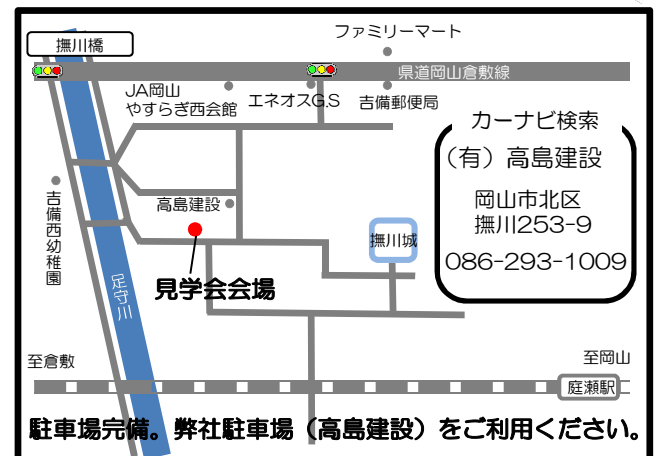 撫川橋
ファミリーマート
県道岡山倉敷線
JA岡山
やすらぎ西会館
エネオスG.S
吉備郵便局
カーナビ検索
(有)高島建設
岡山市北区
撫川253-9
086-293-1009
吉備西幼稚園
高島建設
撫川城
足守川
見学会会場
至倉敷
至岡山
庭瀬駅
駐車場完備。弊社駐車場(高島建設)をご利用ください。